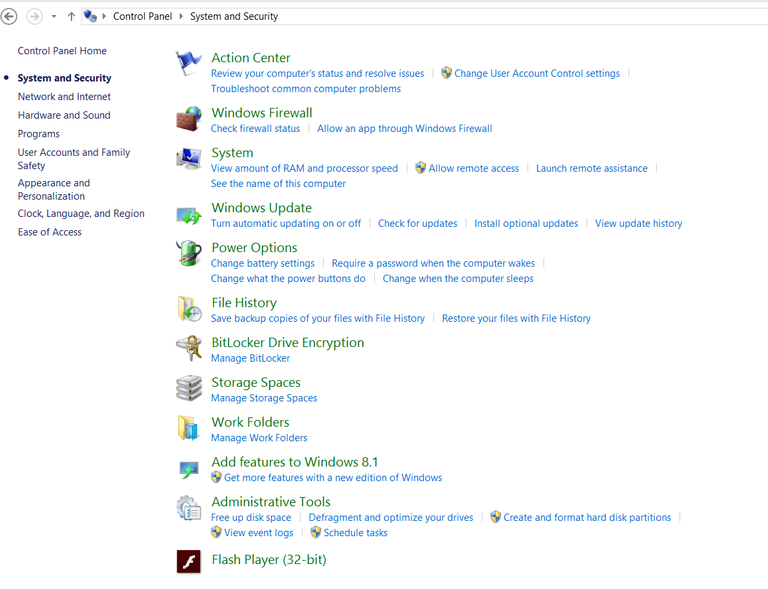 Control Panel System and Security
Control Panel Home
System and Security
Network and Internet
Hardware and Sound
Programs
User Accounts and Family
Safety
Appearance and
Personalization
Clock, Language, and Region
Ease of Access
Action Center
Review your computer's status and resolve issues Change User Account Control settings
Troubleshoot common computer problems
Windows Firewall
Check firewall status Allow an app through Windows Firewall
System
View amount of RAM and processor speed Allow remote access Launch remote assistance
See the name of this computer
Windows Update
Turn automatic updating on or off Check for updates Install optional updates View update history
Power Options
Change battery settings Require a password when the computer wakes
Change what the power buttons do Change when the computer sleeps
File History
Save backup copies of your files with File History Restore your files with File History
BitLocker Drive Encryption
Manage BitLocker
Storage Spaces
Manage Storage Spaces
Work Folders
Manage Work Folders
Add features to Windows 8.1
Get more features with a new edition of Windows
Administrative Tools
Free up disk space Defragment and optimize your drives Create and format hard disk partitions
View event logs Schedule tasks
Flash Player (32-bit)